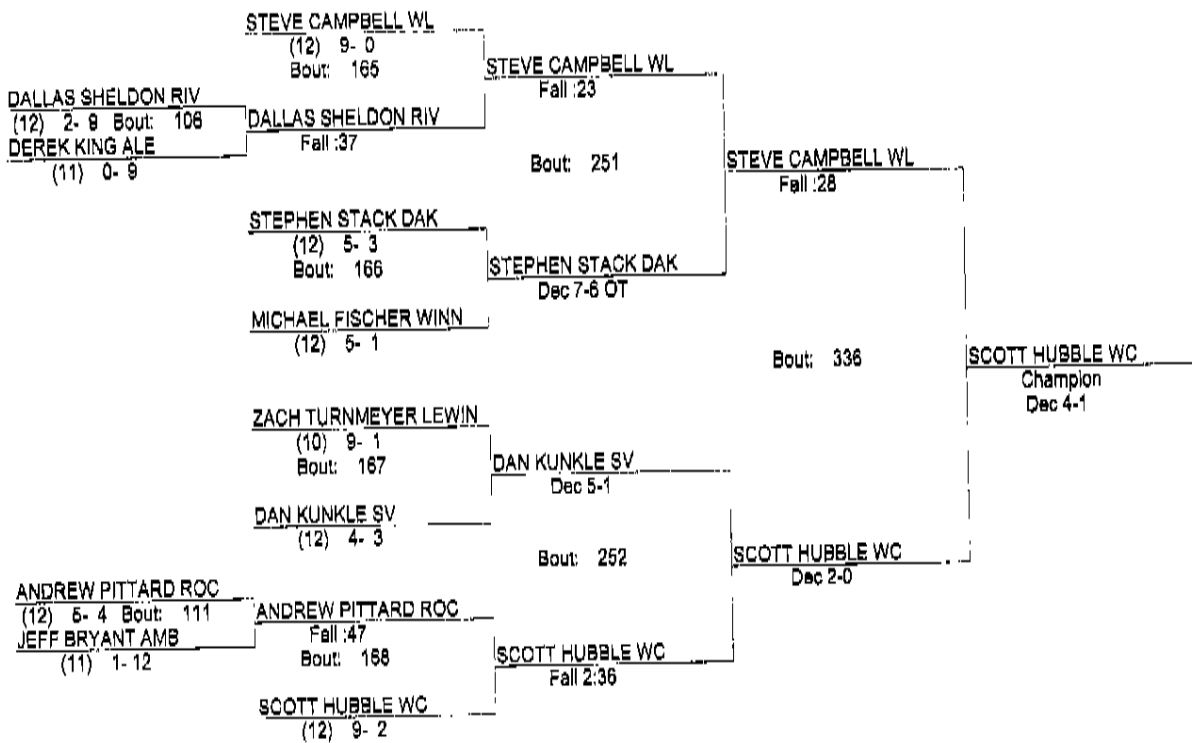 STEVE CAMPBELL WL
(12) 9- 0
Bout: 165
STEVE CAMPBELL WL
Fall :23
DALLAS SHELDON RIV
(12) 2- 9 Bout: 106
DEREK KING ALE
(11) 0- 9
DALLAS SHELDON RIV
Fall :37
Bout: 251
STEVE CAMPBELL WL
Fall :28
STEPHEN STACK DAK
(12) 5- 3
Bout: 166
STEPHEN STACK DAK
Dec 7-6 OT
MICHAEL FISCHER WINN
(12) 5- 1
Bout: 336
SCOTT HUBBLE WC
Champion
Dec 4-1
ZACH TURNMEYER LEWIN
(10) 9- 1
Bout: 167
DAN KUNKLE SV
Dec 5-1
DAN KUNKLE SV
(12) 4- 3
Bout: 252
SCOTT HUBBLE WC
Dec 2-0
ANDREW PITTARD ROC
(12) 5- 4 Bout: 111
JEFF BRYANT AMB
(11) 1- 12
ANDREW PITTARD ROC
Fall :47
Bout: 168
SCOTT HUBBLE WC
Fall 2:36
SCOTT HUBBLE WC
(12) 9- 2